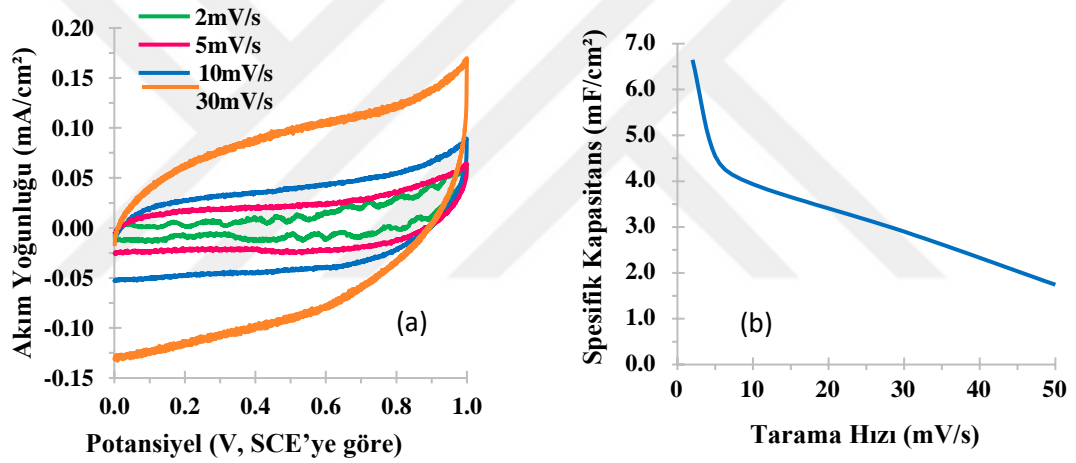 2mV/s
5mV/s
10mV/s
30mV/s
Akım Yoğunluğu (mA/cm²)
0.20
0.15
0.10
0.05
0.00
-0.05
-0.10
-0.15
0.0 0.2 0.4 0.6 0.8 1.0
(a)
Potansiyel (V, SCE’ye göre)
Spesifik Kapasitans (mF/cm²)
7.0
6.0
5.0
4.0
3.0
2.0
1.0
0.0
0 10 20 30 40 50
(b)
Tarama Hızı (mV/s)